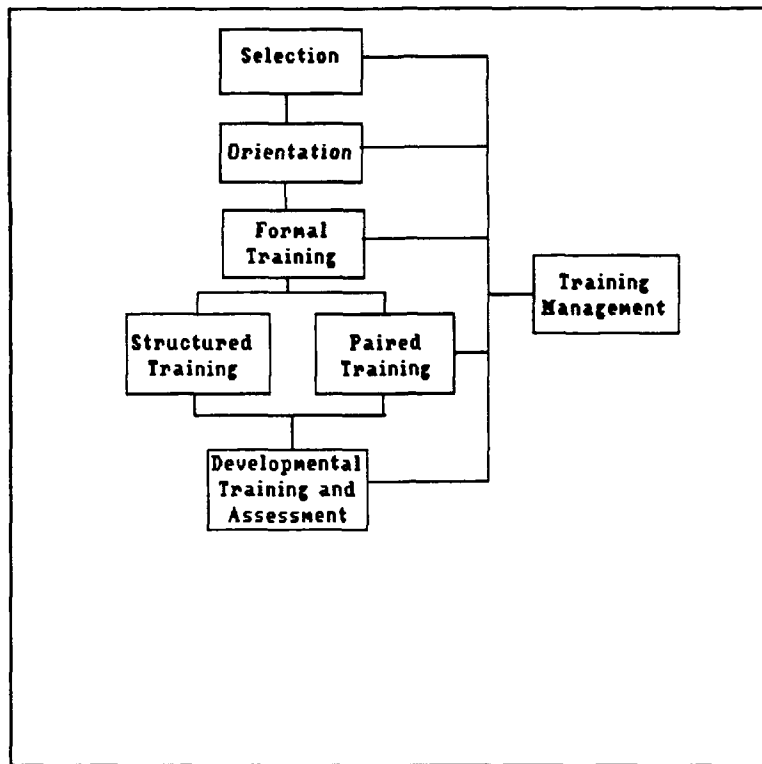 Selection
Orientation
Formal
Training
Training
Management
Structured
Training
Paired
Training
Developmental
Training and
Assessment